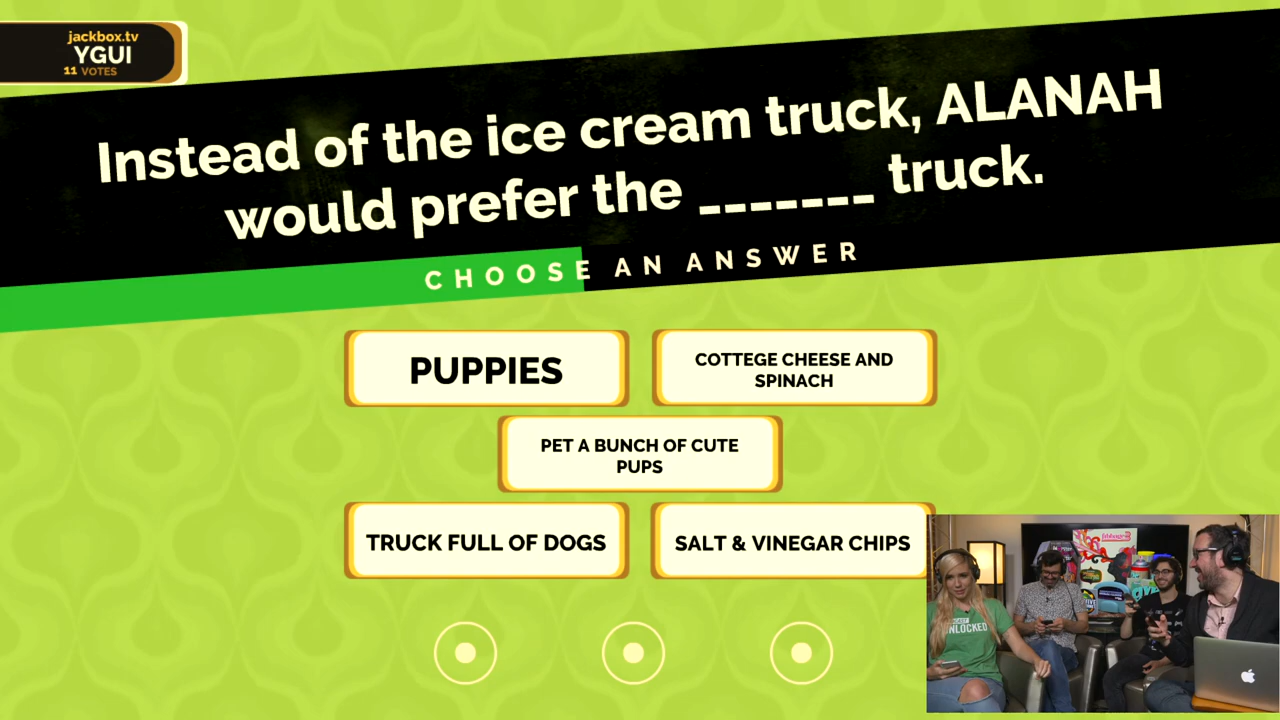 jackbox.tv
YGUI
11 VOTES
Instead of the ice cream truck, ALANAH
would prefer the _______ truck.
CHOOSE AN ANSWER
PUPPIES
COTTEGE CHEESE AND
SPINACH
PET A BUNCH OF CUTE
PUPS
TRUCK FULL OF DOGS
SALT & VINEGAR CHIPS
UNLOCKED